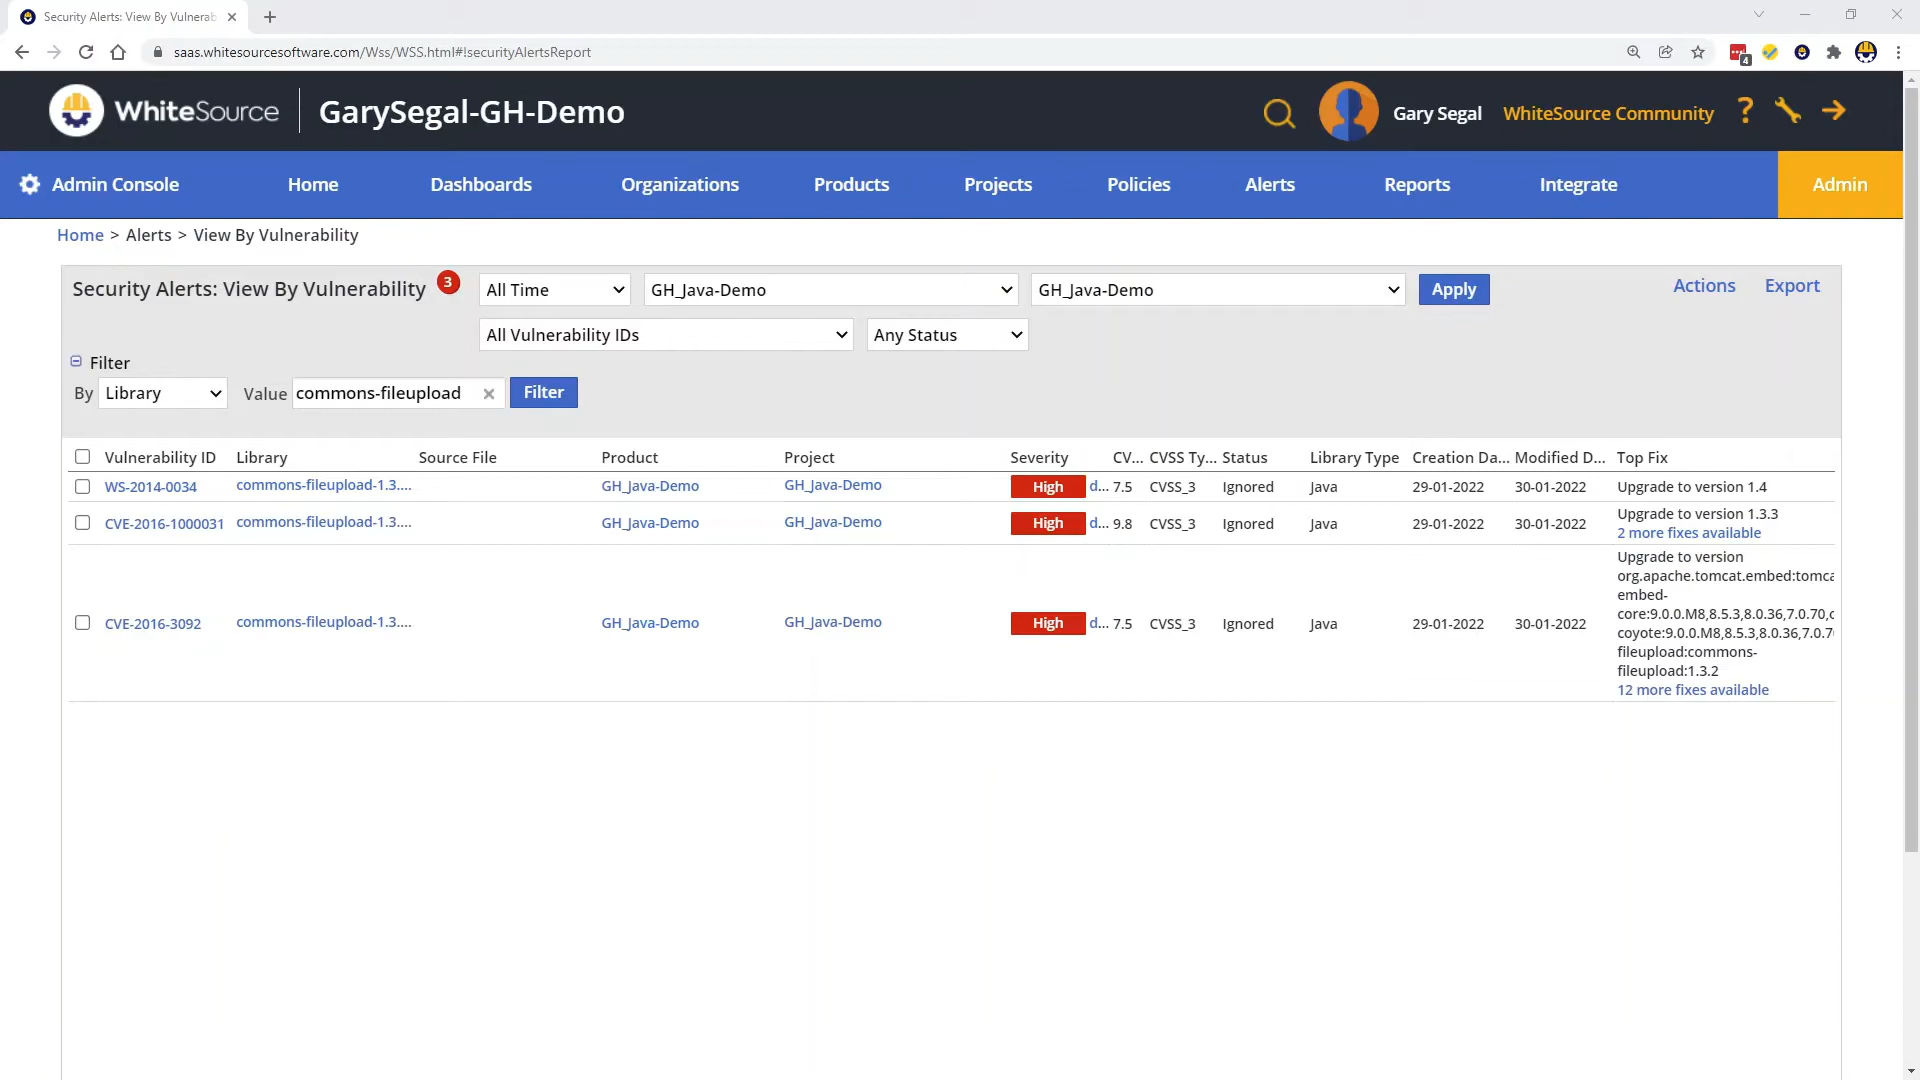 Security Alerts: View By Vulnerab
saas.whitesourcesoftware.com/Wss/WSS.html#!securityAlertsReport
4
WhiteSource
GarySegal-GH-Demo
Gary Segal
WhiteSource Community
?
Admin Console
Home
Dashboards
Organizations
Products
Projects
Policies
Alerts
Reports
Integrate
Admin
Home > Alerts > View By Vulnerability
Security Alerts: View By Vulnerability
3
All Time
GH_Java-Demo
GH_Java-Demo
Apply
Actions
Export
All Vulnerability IDs
Any Status
Filter
By
Library
Value
commons-fileupload
Filter
Vulnerability ID Library Source File Product Project Severity CV... CVSS Ty... Status Library Type Creation Da... Modified D... Top Fix
WS-2014-0034 commons-fileupload-1.3.... GH_Java-Demo GH_Java-Demo High d... 7.5 CVSS_3 Ignored Java 29-01-2022 30-01-2022 Upgrade to version 1.4
CVE-2016-1000031 commons-fileupload-1.3.... GH_Java-Demo GH_Java-Demo High d... 9.8 CVSS_3 Ignored Java 29-01-2022 30-01-2022 Upgrade to version 1.3.3
2 more fixes available
CVE-2016-3092 commons-fileupload-1.3.... GH_Java-Demo GH_Java-Demo High d... 7.5 CVSS_3 Ignored Java 29-01-2022 30-01-2022
Upgrade to version
org.apache.tomcat.embed:tomca
embed-
core:9.0.0.M8,8.5.3,8.0.36,7.0.70,
coyote:9.0.0.M8,8.5.3,8.0.36,7.0.7
fileupload:commons-
fileupload:1.3.2
12 more fixes available